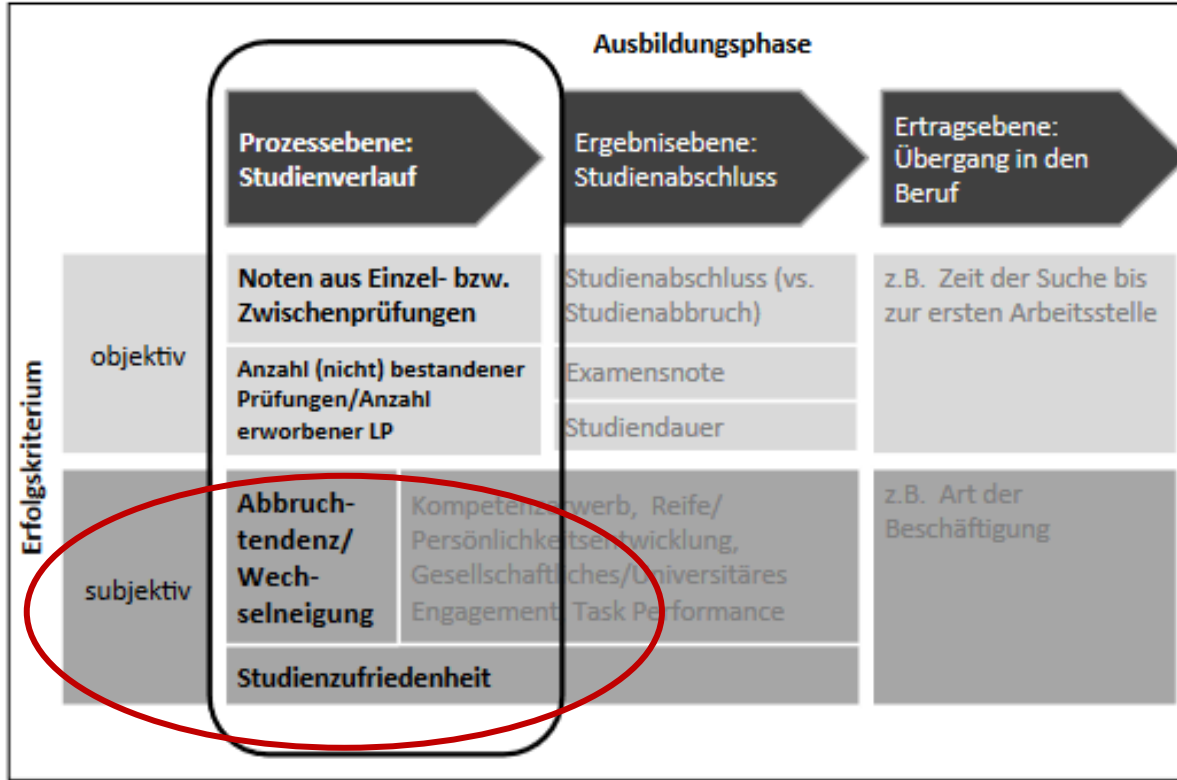 Ausbildungsphase
Prozessebene:
Studienverlauf
Ergebnisebene:
Studienabschluss
Ertragsebene:
Übergang in den
Beruf
Erfolgskriterium
objektiv
Noten aus Einzel- bzw.
Zwischenprüfungen
Anzahl (nicht) bestandener
Prüfungen/Anzahl
erworbener LP
Studienabschluss (vs.
Studienabbruch)
Examensnote
Studiendauer
z.B. Zeit der Suche bis
zur ersten Arbeitsstelle
subjektiv
Abbruch-
tendenz/
Wech-
selneigung
Kompetenzerwerb, Reife/
Persönlichkeitsentwicklung,
Gesellschaftliches/Universitäres
Engagement, Task Performance
Studienzufriedenheit
z.B. Art der
Beschäftigung